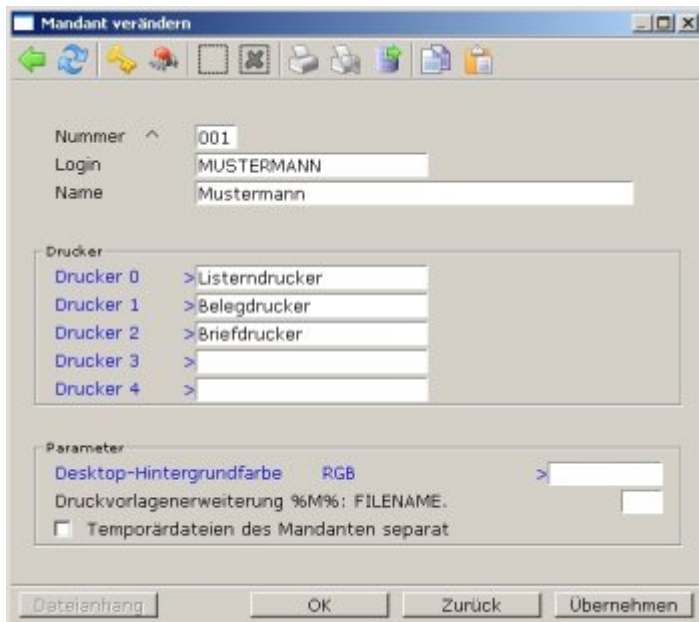 Mandant verändern
Nummer ^ 001
Login MUSTERMANN
Name Mustermann
Drucker
Drucker 0 >Listerndrucker
Drucker 1 >Belegdrucker
Drucker 2 >Briefdrucker
Drucker 3 >
Drucker 4 >
Parameter
Desktop-Hintergrundfarbe RGB >
Druckvorlagenerweiterung %M%: FILENAME.
Temporärdateien des Mandanten separat
Dateianhang OK Zurück Übernehmen